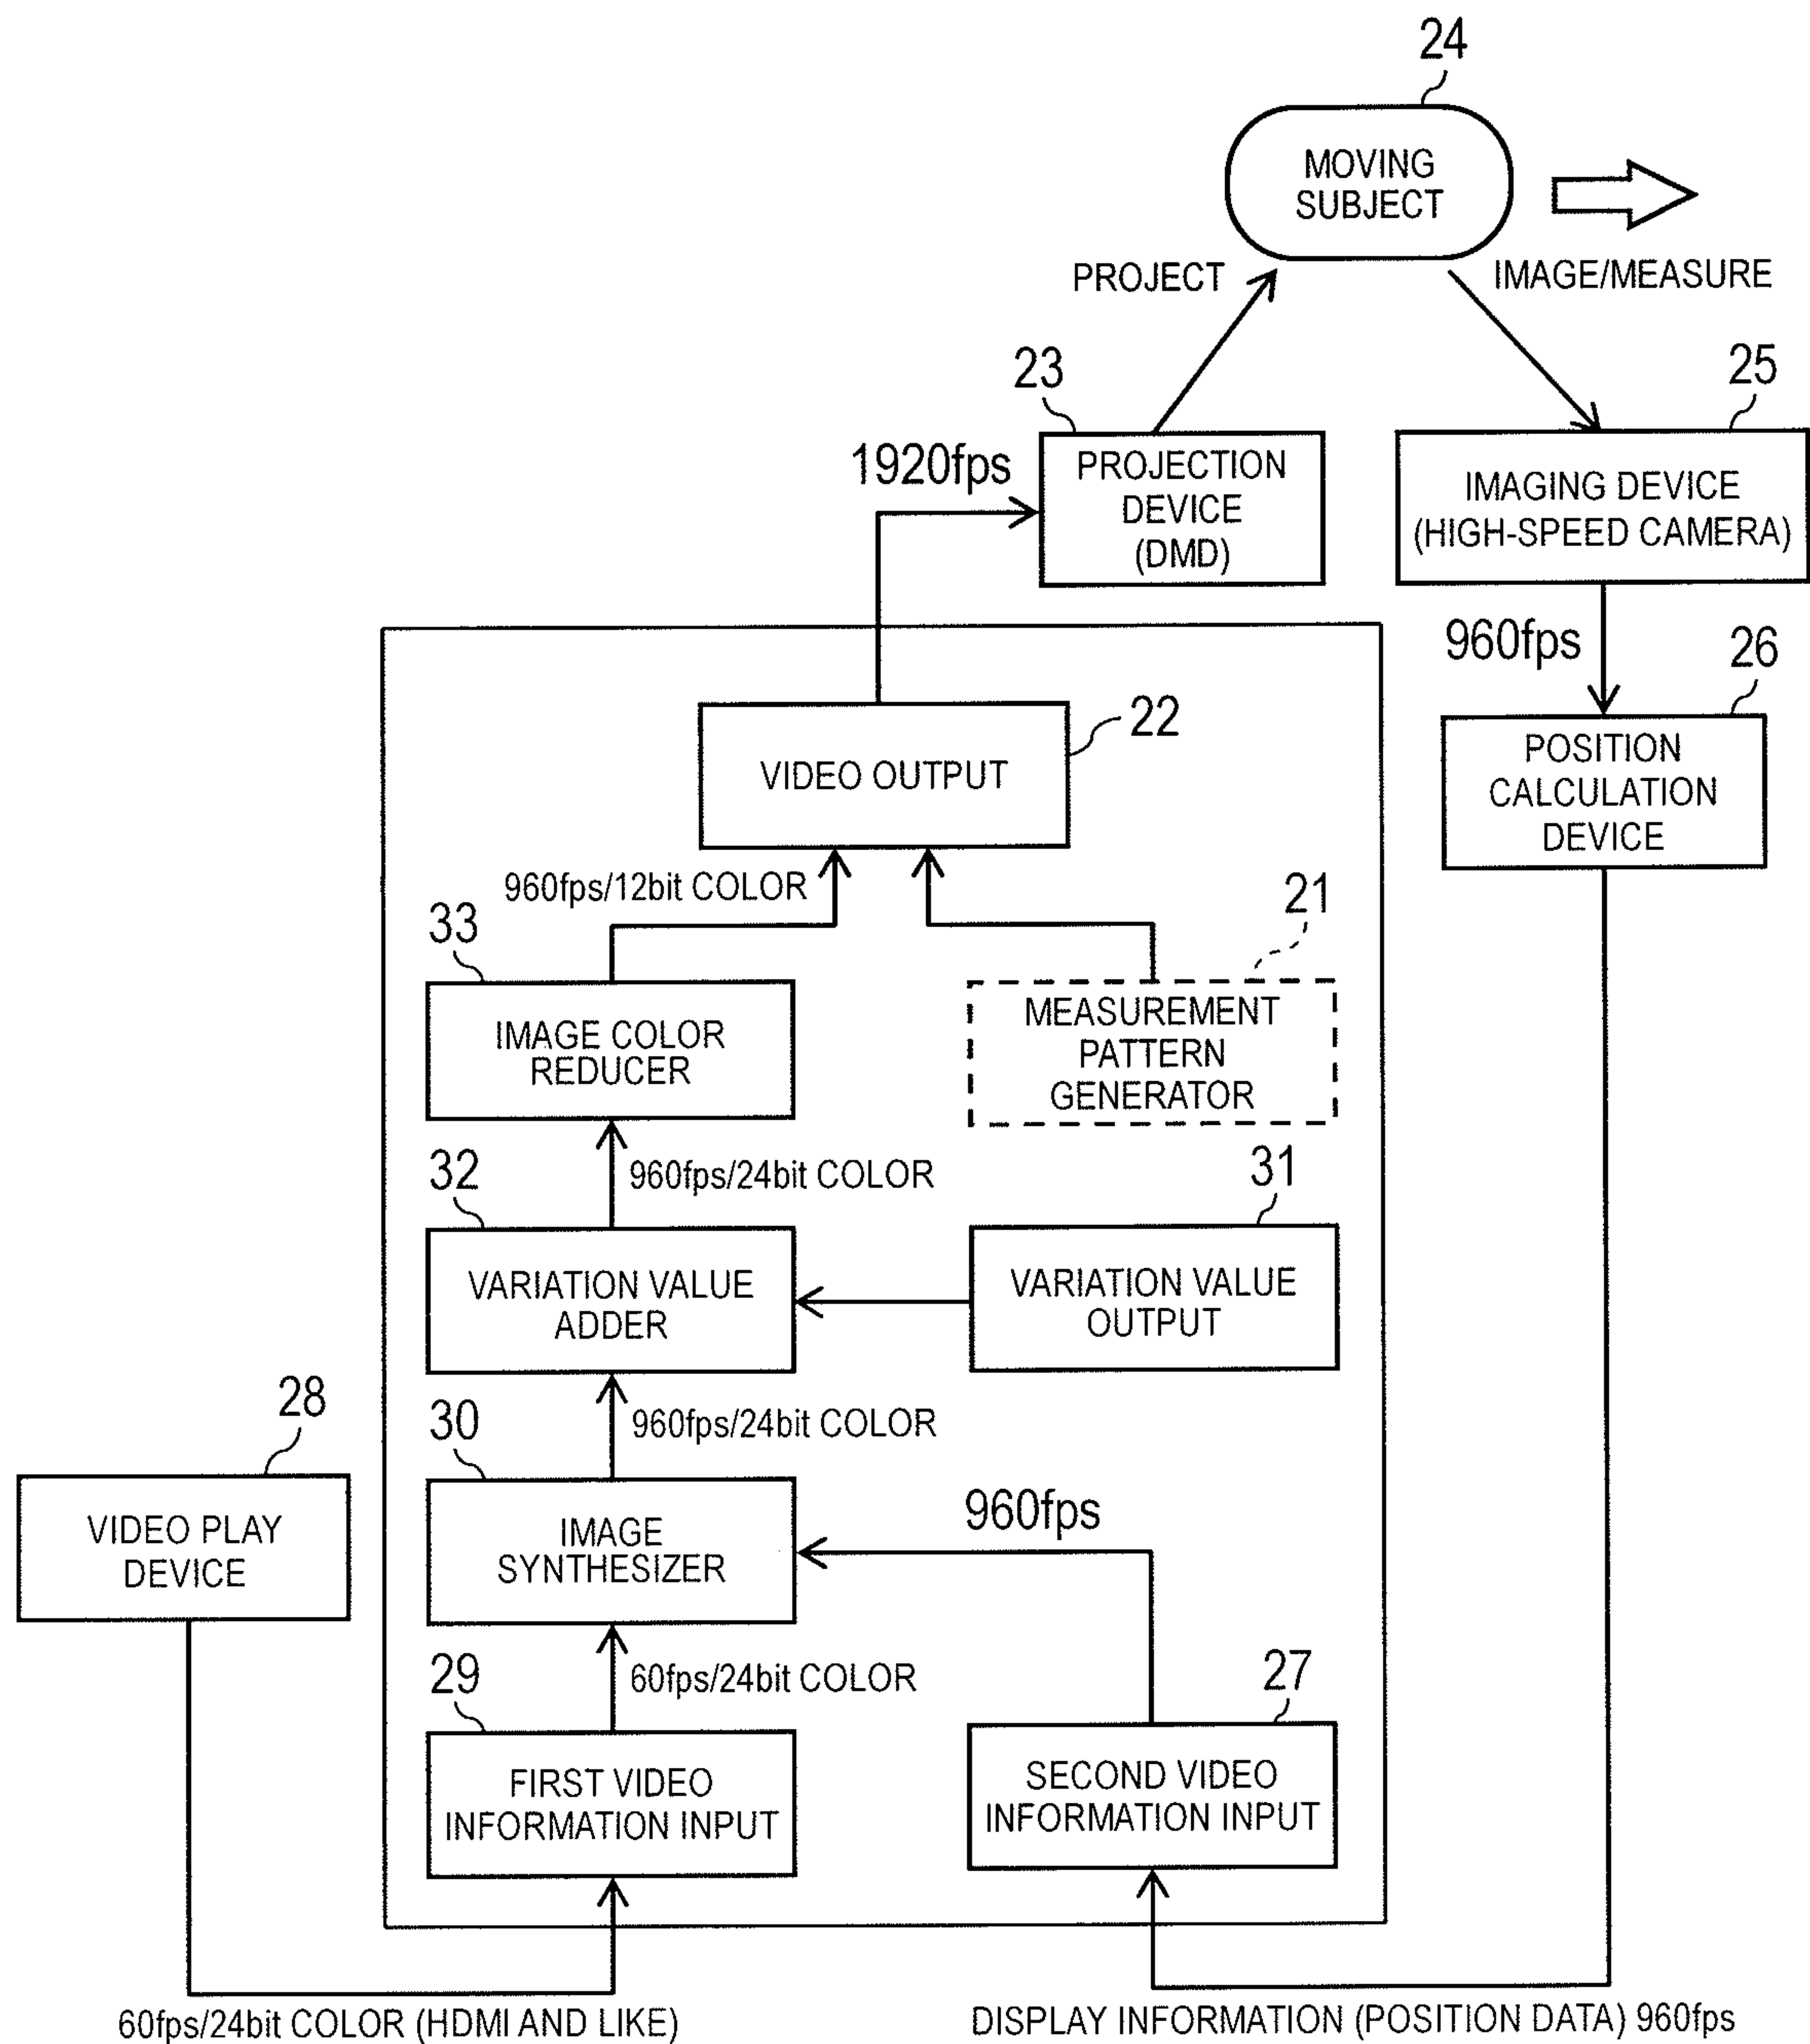 24
MOVING
SUBJECT
PROJECT
IMAGE/MEASURE
23
25
1920fps
PROJECTION
DEVICE
(DMD)
IMAGING DEVICE
(HIGH-SPEED CAMERA)
960fps
26
22
VIDEO OUTPUT
POSITION
CALCULATION
DEVICE
960fps/12bit COLOR
21
33
IMAGE COLOR
REDUCER
MEASUREMENT
PATTERN
GENERATOR
32
960fps/24bit COLOR
31
VARIATION VALUE
ADDER
VARIATION VALUE
OUTPUT
28
30
960fps/24bit COLOR
VIDEO PLAY
DEVICE
IMAGE
SYNTHESIZER
960fps
29
60fps/24bit COLOR
27
FIRST VIDEO
INFORMATION INPUT
SECOND VIDEO
INFORMATION INPUT
60fps/24bit COLOR (HDMI AND LIKE)
DISPLAY INFORMATION (POSITION DATA) 960fps